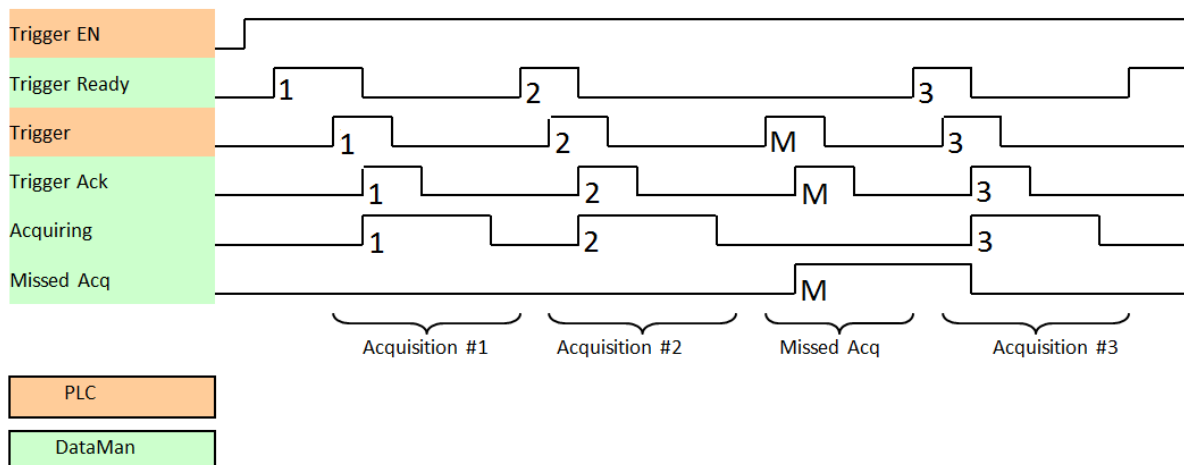 Trigger EN
Trigger Ready
1 2 3
Trigger
1 2 M 3
Trigger Ack
1 2 M 3
Acquiring
1 2 3
Missed Acq
M
Acquisition #1 Acquisition #2 Missed Acq Acquisition #3
PLC
DataMan